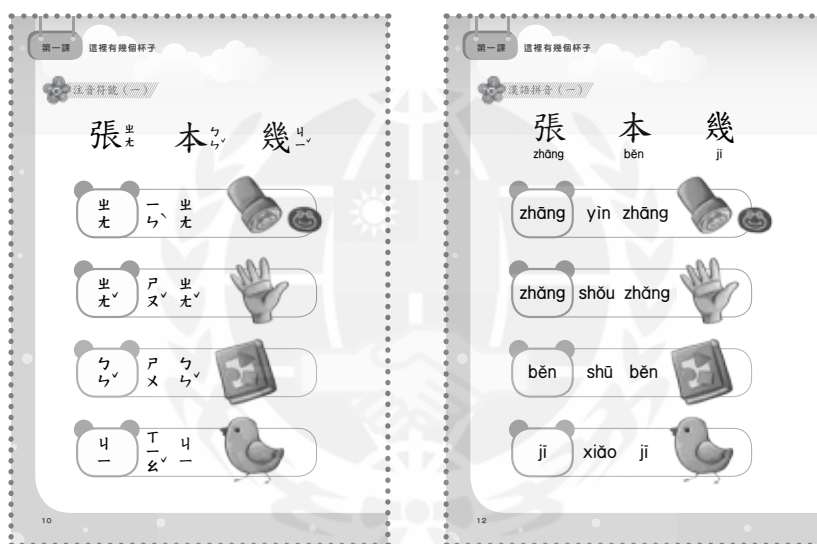 第一課 這裡有幾個杯子
注音符號（一）
張ㄓㄤ 本ㄅㄣˇ 幾ㄐㄧˇ
ㄓㄤ ㄧㄣˋ ㄓㄤ
ㄓㄤˇ ㄕㄡˇ ㄓㄤˇ
ㄅㄣˇ ㄕㄨ ㄅㄣˇ
ㄐㄧ ㄒㄧㄠˇ ㄐㄧ
10
第一課 這裡有幾個杯子
漢語拼音（一）
張 本 幾
zhāng běn jǐ
zhāng yìn zhāng
zhǎng shǒu zhǎng
běn shū běn
jī xiǎo jī
12